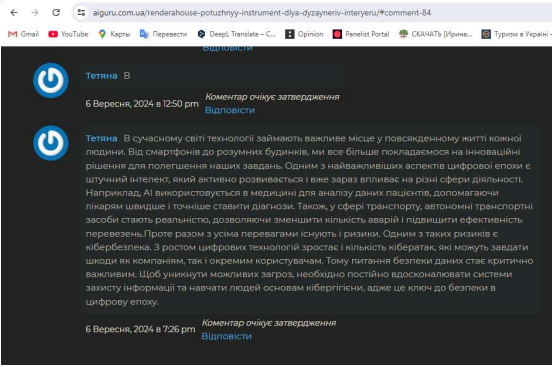 aiguru.com.ua/renderahouse-potuzhnyy-instrument-dlya-dyzayneriv-interyeru/#comment-84
Gmail YouTube Карты Перевести DeepL Translate – С... Opinion Panelist Portal СКАЧАТЬ [Ирина... Туризм в Україні -
Відповісти
Тетяна В
6 Вересня, 2024 в 12:50 pm
Коментар очікує затвердження
Відповісти
Тетяна В сучасному світі технології займають важливе місце у повсякденному житті кожної
людини. Від смартфонів до розумних будинків, ми все більше покладаємося на інноваційні
рішення для полегшення наших завдань. Одним з найважливіших аспектів цифрової епохи є
штучний інтелект, який активно розвивається і вже зараз впливає на різні сфери діяльності.
Наприклад, AI використовується в медицині для аналізу даних пацієнтів, допомагаючи
лікарям швидше і точніше ставити діагнози. Також, у сфері транспорту, автономні транспортні
засоби стають реальністю, дозволяючи зменшити кількість аварій і підвищити ефективність
перевезень.Проте разом з усіма перевагами існують і ризики. Одним з таких ризиків є
кібербезпека. З ростом цифрових технологій зростає і кількість кібератак, які можуть завдати
шкоди як компаніям, так і окремим користувачам. Тому питання безпеки даних стає критично
важливим. Щоб уникнути можливих загроз, необхідно постійно вдосконалювати системи
захисту інформації та навчати людей основам кібергігієни, адже це ключ до безпеки в
цифрову епоху.
6 Вересня, 2024 в 7:26 pm
Коментар очікує затвердження
Відповісти